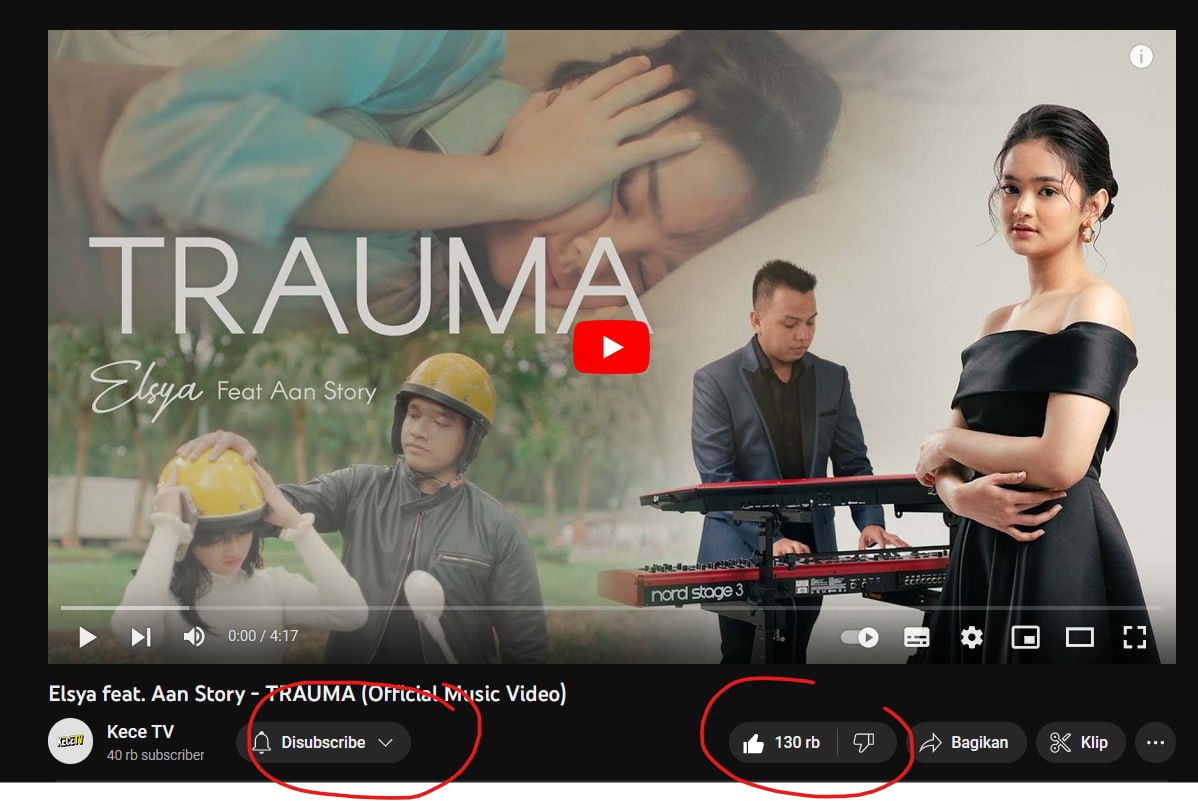 TRAUMA
Elsya Feat Aan Story
nord stage 3
0:00 / 4:17
Elsya feat. Aan Story - TRAUMA (Official Music Video)
KECE TV
Kece TV
40 rb subscriber
Disubscribe
130 rb
Bagikan
Klip